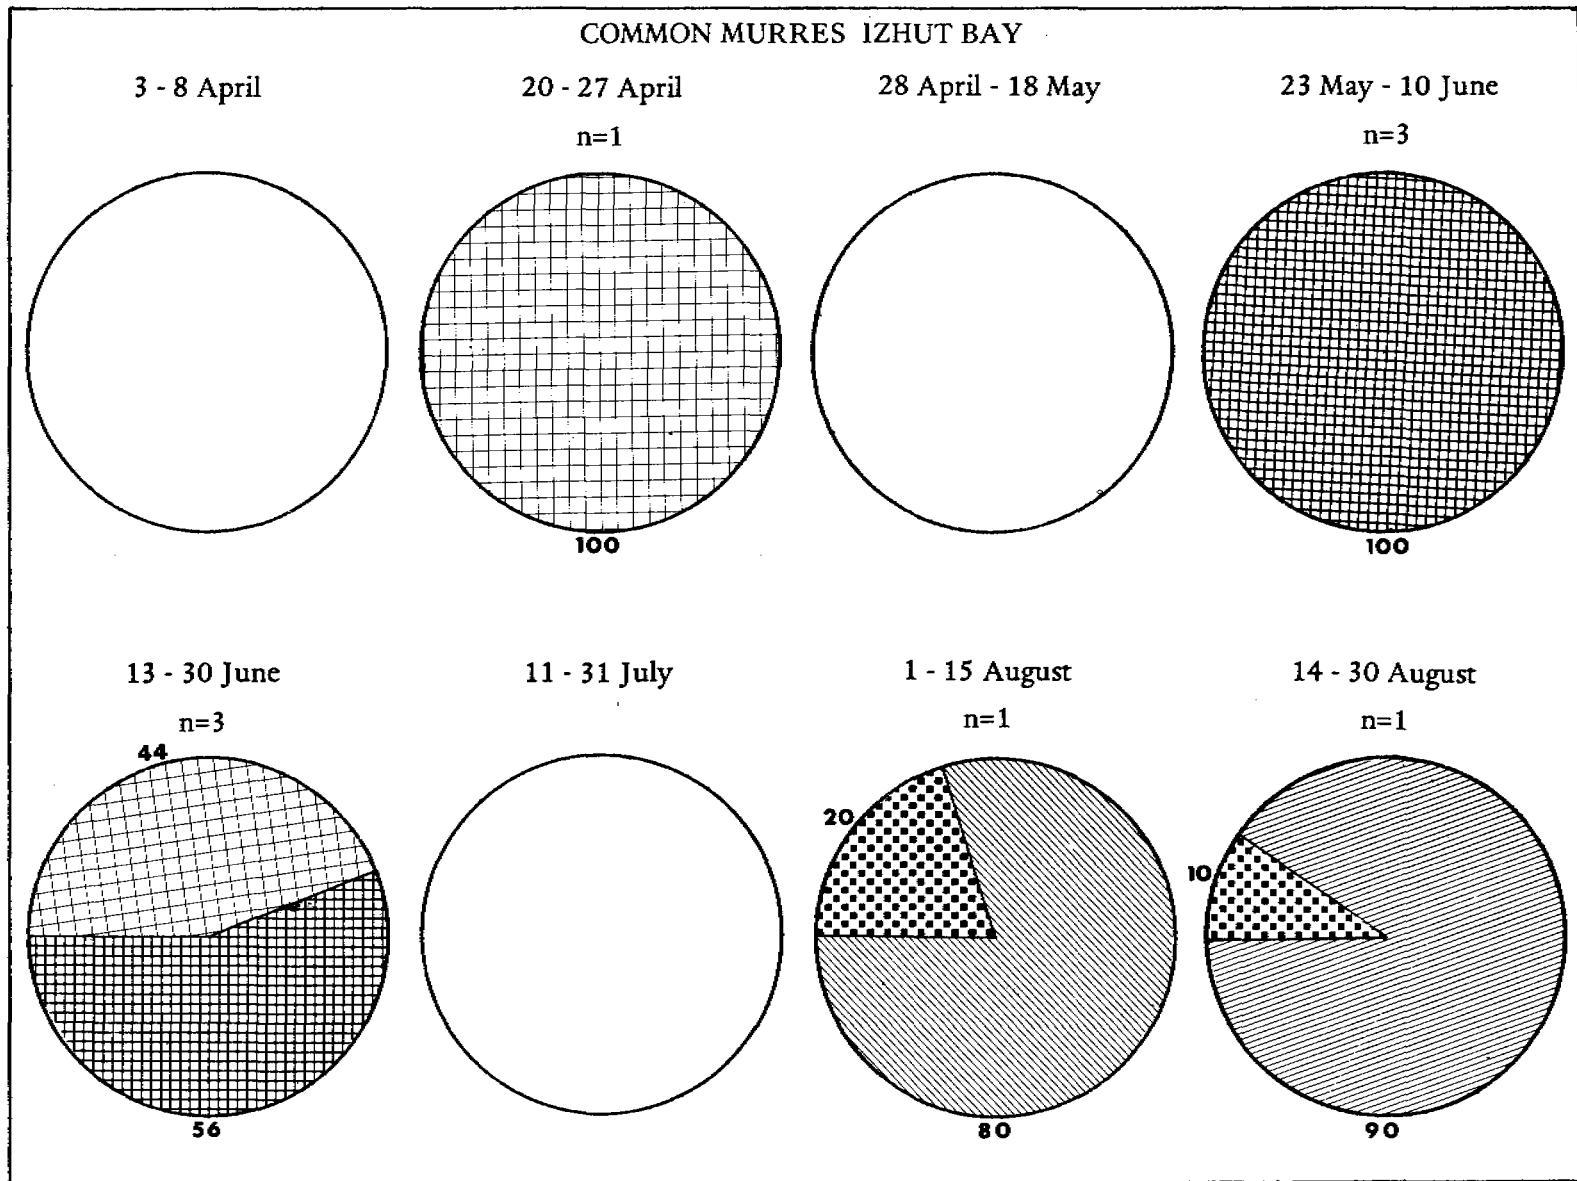 COMMON MURRES IZHUT BAY
3 - 8 April
20 - 27 April
28 April - 18 May
23 May - 10 June
n=1
n=3
100
100
13 - 30 June
11 - 31 July
1 - 15 August
14 - 30 August
n=3
n=1
n=1
44
20
10
56
80
90